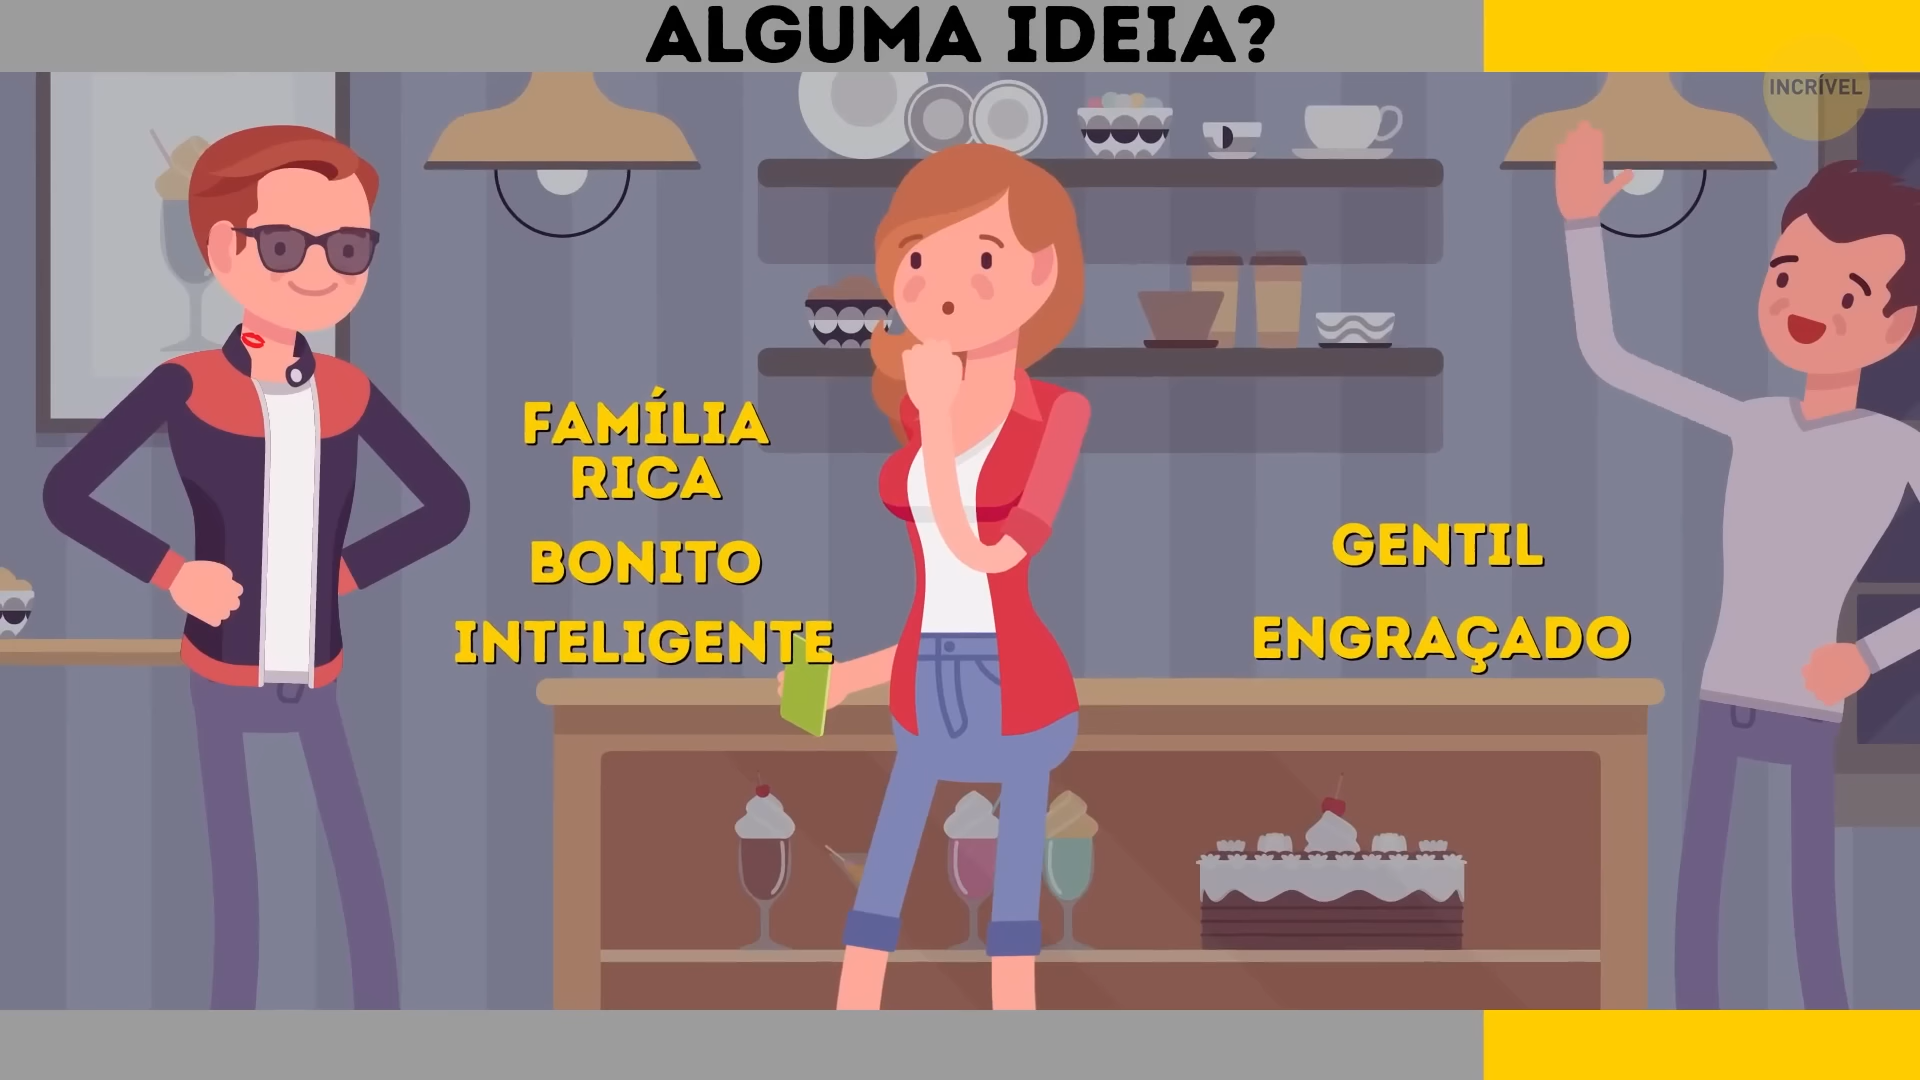 ALGUMA IDEIA?
INCRÍVEL
FAMÍLIA
RICA
BONITO
INTELIGENTE
GENTIL
ENGRAÇADO